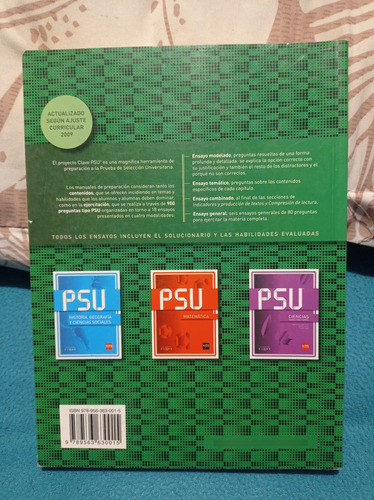 ACTUALIZADO
SEGÚN AJUSTE
CURRICULAR
2009
El proyecto Clave PSU® es una magnífica herramienta de
preparación a la Prueba de Selección Universitaria.
Los manuales de preparación consideran tanto los
contenidos, que se ofrecen incidiendo en temas y
habilidades que los alumnos y alumnas deben dominar,
como en la ejercitación, que se realiza a través de 900
preguntas tipo PSU organizadas en torno a 18 ensayos
presentados en cuatro modalidades:
Ensayo modelado, preguntas resueltas de una forma
profunda y detallada: se explica la opción correcta con
su justificación y también el resto de los distractores y el
porqué no son correctos.
Ensayo temático, preguntas sobre los contenidos
específicos de cada capítulo.
Ensayo combinado, al final de las secciones de
Indicadores y producción de textos y Comprensión de lectura.
Ensayo general, seis ensayos generales de 80 preguntas
para ejercitar la materia completa.
TODOS LOS ENSAYOS INCLUYEN EL SOLUCIONARIO Y LAS HABILIDADES EVALUADAS
PSU
HISTORIA, GEOGRAFÍA
Y CIENCIAS SOCIALES
PSU
MATEMÁTICA
PSU
CIENCIAS
ISBN 978-956-363-001-5
9 789563 630015